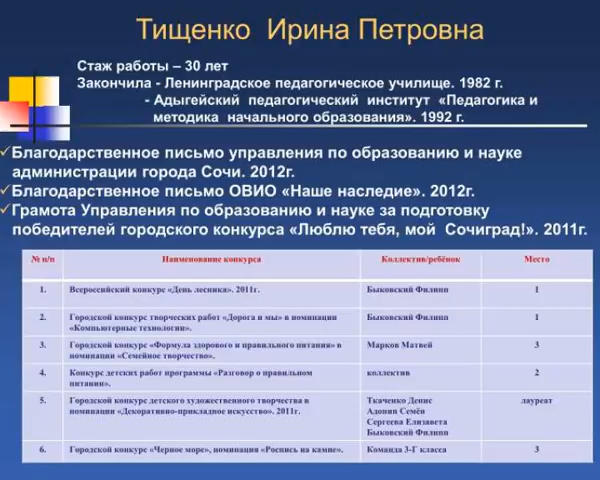 Тищенко Ирина Петровна
Стаж работы – 30 лет
Закончила - Ленинградское педагогическое училище. 1982 г.
- Адыгейский педагогический институт «Педагогика и
методика начального образования». 1992 г.
✓Благодарственное письмо управления по образованию и науке
администрации города Сочи. 2012г.
✓Благодарственное письмо ОВИО «Наше наследие». 2012г.
✓Грамота Управления по образованию и науке за подготовку
победителей городского конкурса «Люблю тебя, мой Сочиград!». 2011г.
№ п/п Наименование конкурса Коллектив/ребёнок Место
1. Всероссийский конкурс «День лесника». 2011г. Быковский Филипп 1
2. Городской конкурс творческих работ «Дорога и мы» в номинации Быковский Филипп 1
«Компьютерные технологии».
3. Городской конкурс «Формула здорового и правильного питания» в Марков Матвей 3
номинации «Семейное творчество».
4. Конкурс детских работ программы «Разговор о правильном коллектив 2
питании».
5. Городской конкурс детского художественного творчества в Ткаченко Денис лауреат
номинации «Декоративно-прикладное искусство». 2011г. Адопин Семён
Сергеева Елизавета
Быковский Филипп
6. Городской конкурс «Черное море», номинация «Роспись на камне». Команда 3-Г класса 3